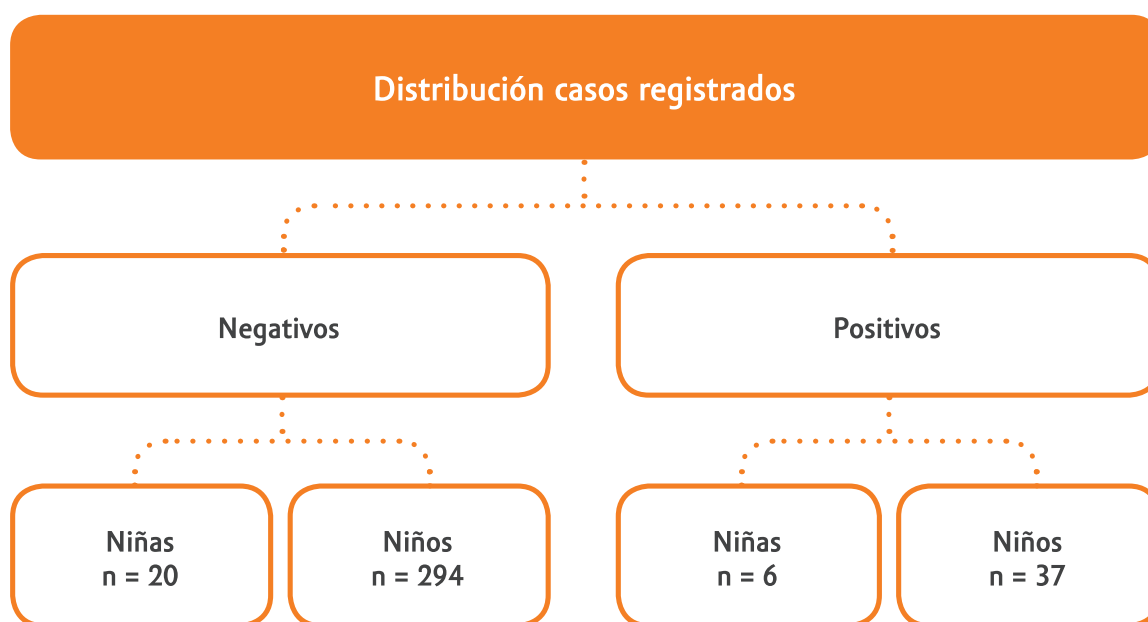 Distribución casos registrados
Negativos
Positivos
Niñas
n = 20
Niños
n = 294
Niñas
n = 6
Niños
n = 37